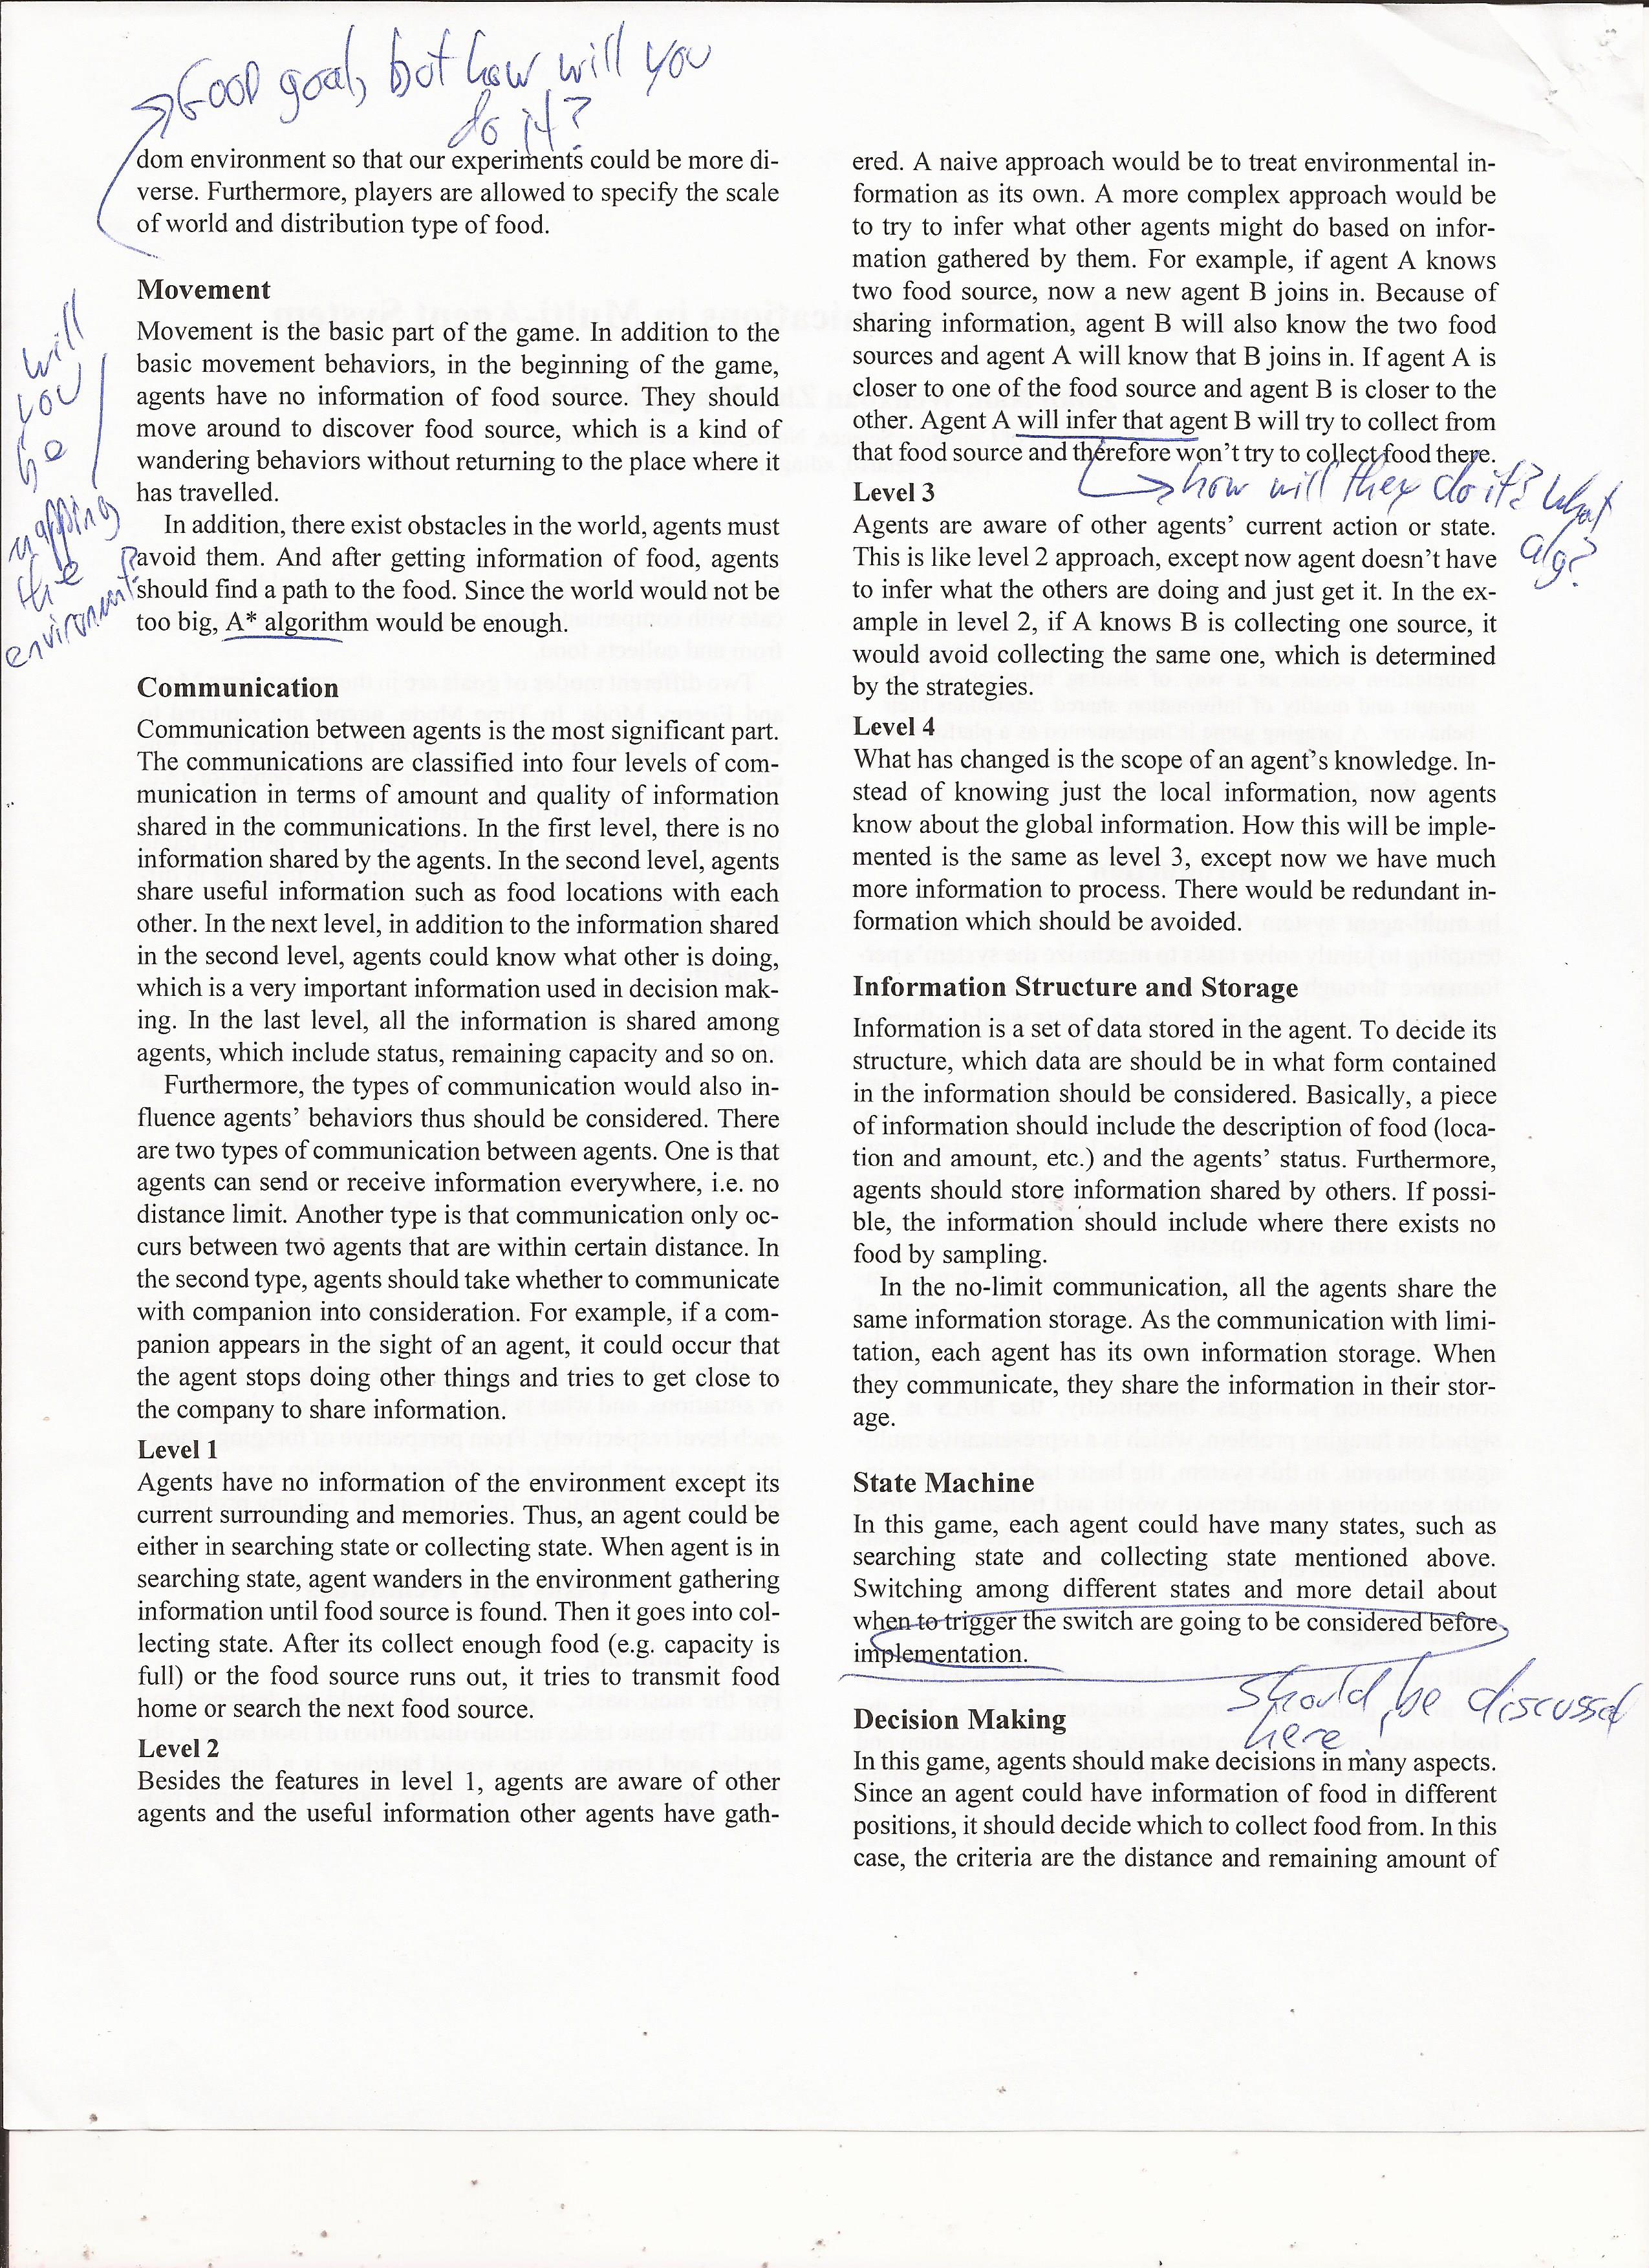 Good goal, but how will you
do it?
dom environment so that our experiments could be more di-
verse. Furthermore, players are allowed to specify the scale
of world and distribution type of food.
Movement
Movement is the basic part of the game. In addition to the
basic movement behaviors, in the beginning of the game,
agents have no information of food source. They should
move around to discover food source, which is a kind of
wandering behaviors without returning to the place where it
has travelled.
In addition, there exist obstacles in the world, agents must
avoid them. And after getting information of food, agents
should find a path to the food. Since the world would not be
too big, A* algorithm would be enough.
will
you
be
mapping
the
environment?
Communication
Communication between agents is the most significant part.
The communications are classified into four levels of com-
munication in terms of amount and quality of information
shared in the communications. In the first level, there is no
information shared by the agents. In the second level, agents
share useful information such as food locations with each
other. In the next level, in addition to the information shared
in the second level, agents could know what other is doing,
which is a very important information used in decision mak-
ing. In the last level, all the information is shared among
agents, which include status, remaining capacity and so on.
Furthermore, the types of communication would also in-
fluence agents' behaviors thus should be considered. There
are two types of communication between agents. One is that
agents can send or receive information everywhere, i.e. no
distance limit. Another type is that communication only oc-
curs between two agents that are within certain distance. In
the second type, agents should take whether to communicate
with companion into consideration. For example, if a com-
panion appears in the sight of an agent, it could occur that
the agent stops doing other things and tries to get close to
the company to share information.
Level 1
Agents have no information of the environment except its
current surrounding and memories. Thus, an agent could be
either in searching state or collecting state. When agent is in
searching state, agent wanders in the environment gathering
information until food source is found. Then it goes into col-
lecting state. After its collect enough food (e.g. capacity is
full) or the food source runs out, it tries to transmit food
home or search the next food source.
Level 2
Besides the features in level 1, agents are aware of other
agents and the useful information other agents have gath-
ered. A naive approach would be to treat environmental in-
formation as its own. A more complex approach would be
to try to infer what other agents might do based on infor-
mation gathered by them. For example, if agent A knows
two food source, now a new agent B joins in. Because of
sharing information, agent B will also know the two food
sources and agent A will know that B joins in. If agent A is
closer to one of the food source and agent B is closer to the
other. Agent A will infer that agent B will try to collect from
that food source and therefore won't try to collect food there.
how will they do it? What
alg?
Level 3
Agents are aware of other agents' current action or state.
This is like level 2 approach, except now agent doesn't have
to infer what the others are doing and just get it. In the ex-
ample in level 2, if A knows B is collecting one source, it
would avoid collecting the same one, which is determined
by the strategies.
Level 4
What has changed is the scope of an agent's knowledge. In-
stead of knowing just the local information, now agents
know about the global information. How this will be imple-
mented is the same as level 3, except now we have much
more information to process. There would be redundant in-
formation which should be avoided.
Information Structure and Storage
Information is a set of data stored in the agent. To decide its
structure, which data are should be in what form contained
in the information should be considered. Basically, a piece
of information should include the description of food (loca-
tion and amount, etc.) and the agents' status. Furthermore,
agents should store information shared by others. If possi-
ble, the information should include where there exists no
food by sampling.
In the no-limit communication, all the agents share the
same information storage. As the communication with limi-
tation, each agent has its own information storage. When
they communicate, they share the information in their stor-
age.
State Machine
In this game, each agent could have many states, such as
searching state and collecting state mentioned above.
Switching among different states and more detail about
when to trigger the switch are going to be considered before
implementation.
should be discussed
here!
Decision Making
In this game, agents should make decisions in many aspects.
Since an agent could have information of food in different
positions, it should decide which to collect food from. In this
case, the criteria are the distance and remaining amount of